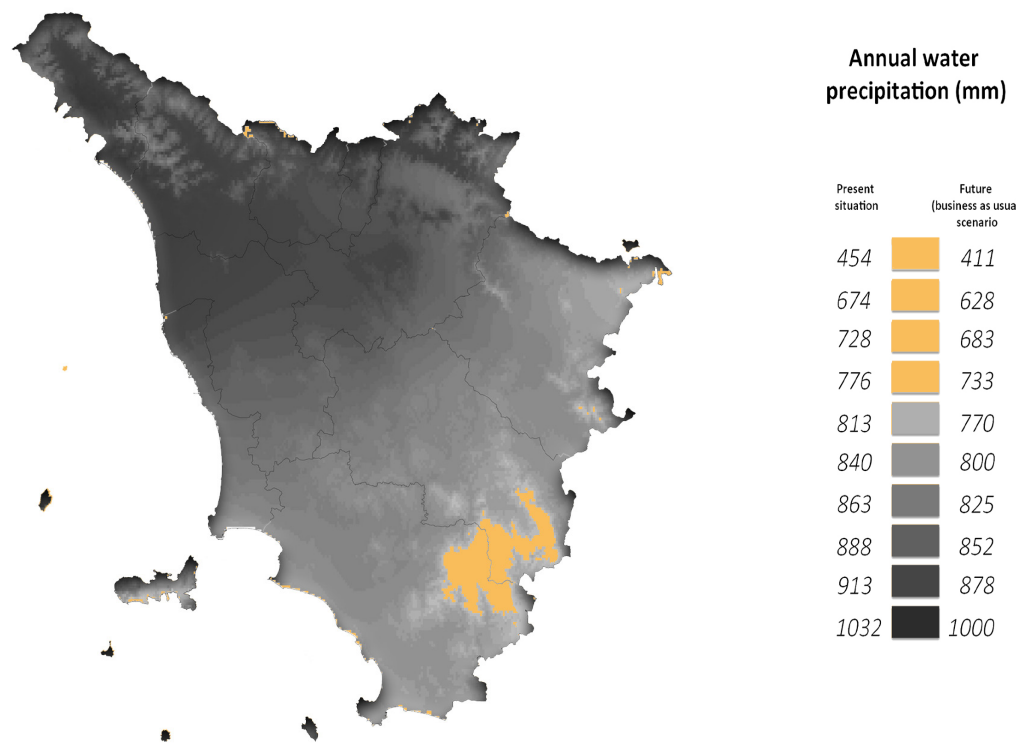 Annual water
precipitation (mm)
Present
situation
Future
(business as usua
scenario
454 411
674 628
728 683
776 733
813 770
840 800
863 825
888 852
913 878
1032 1000